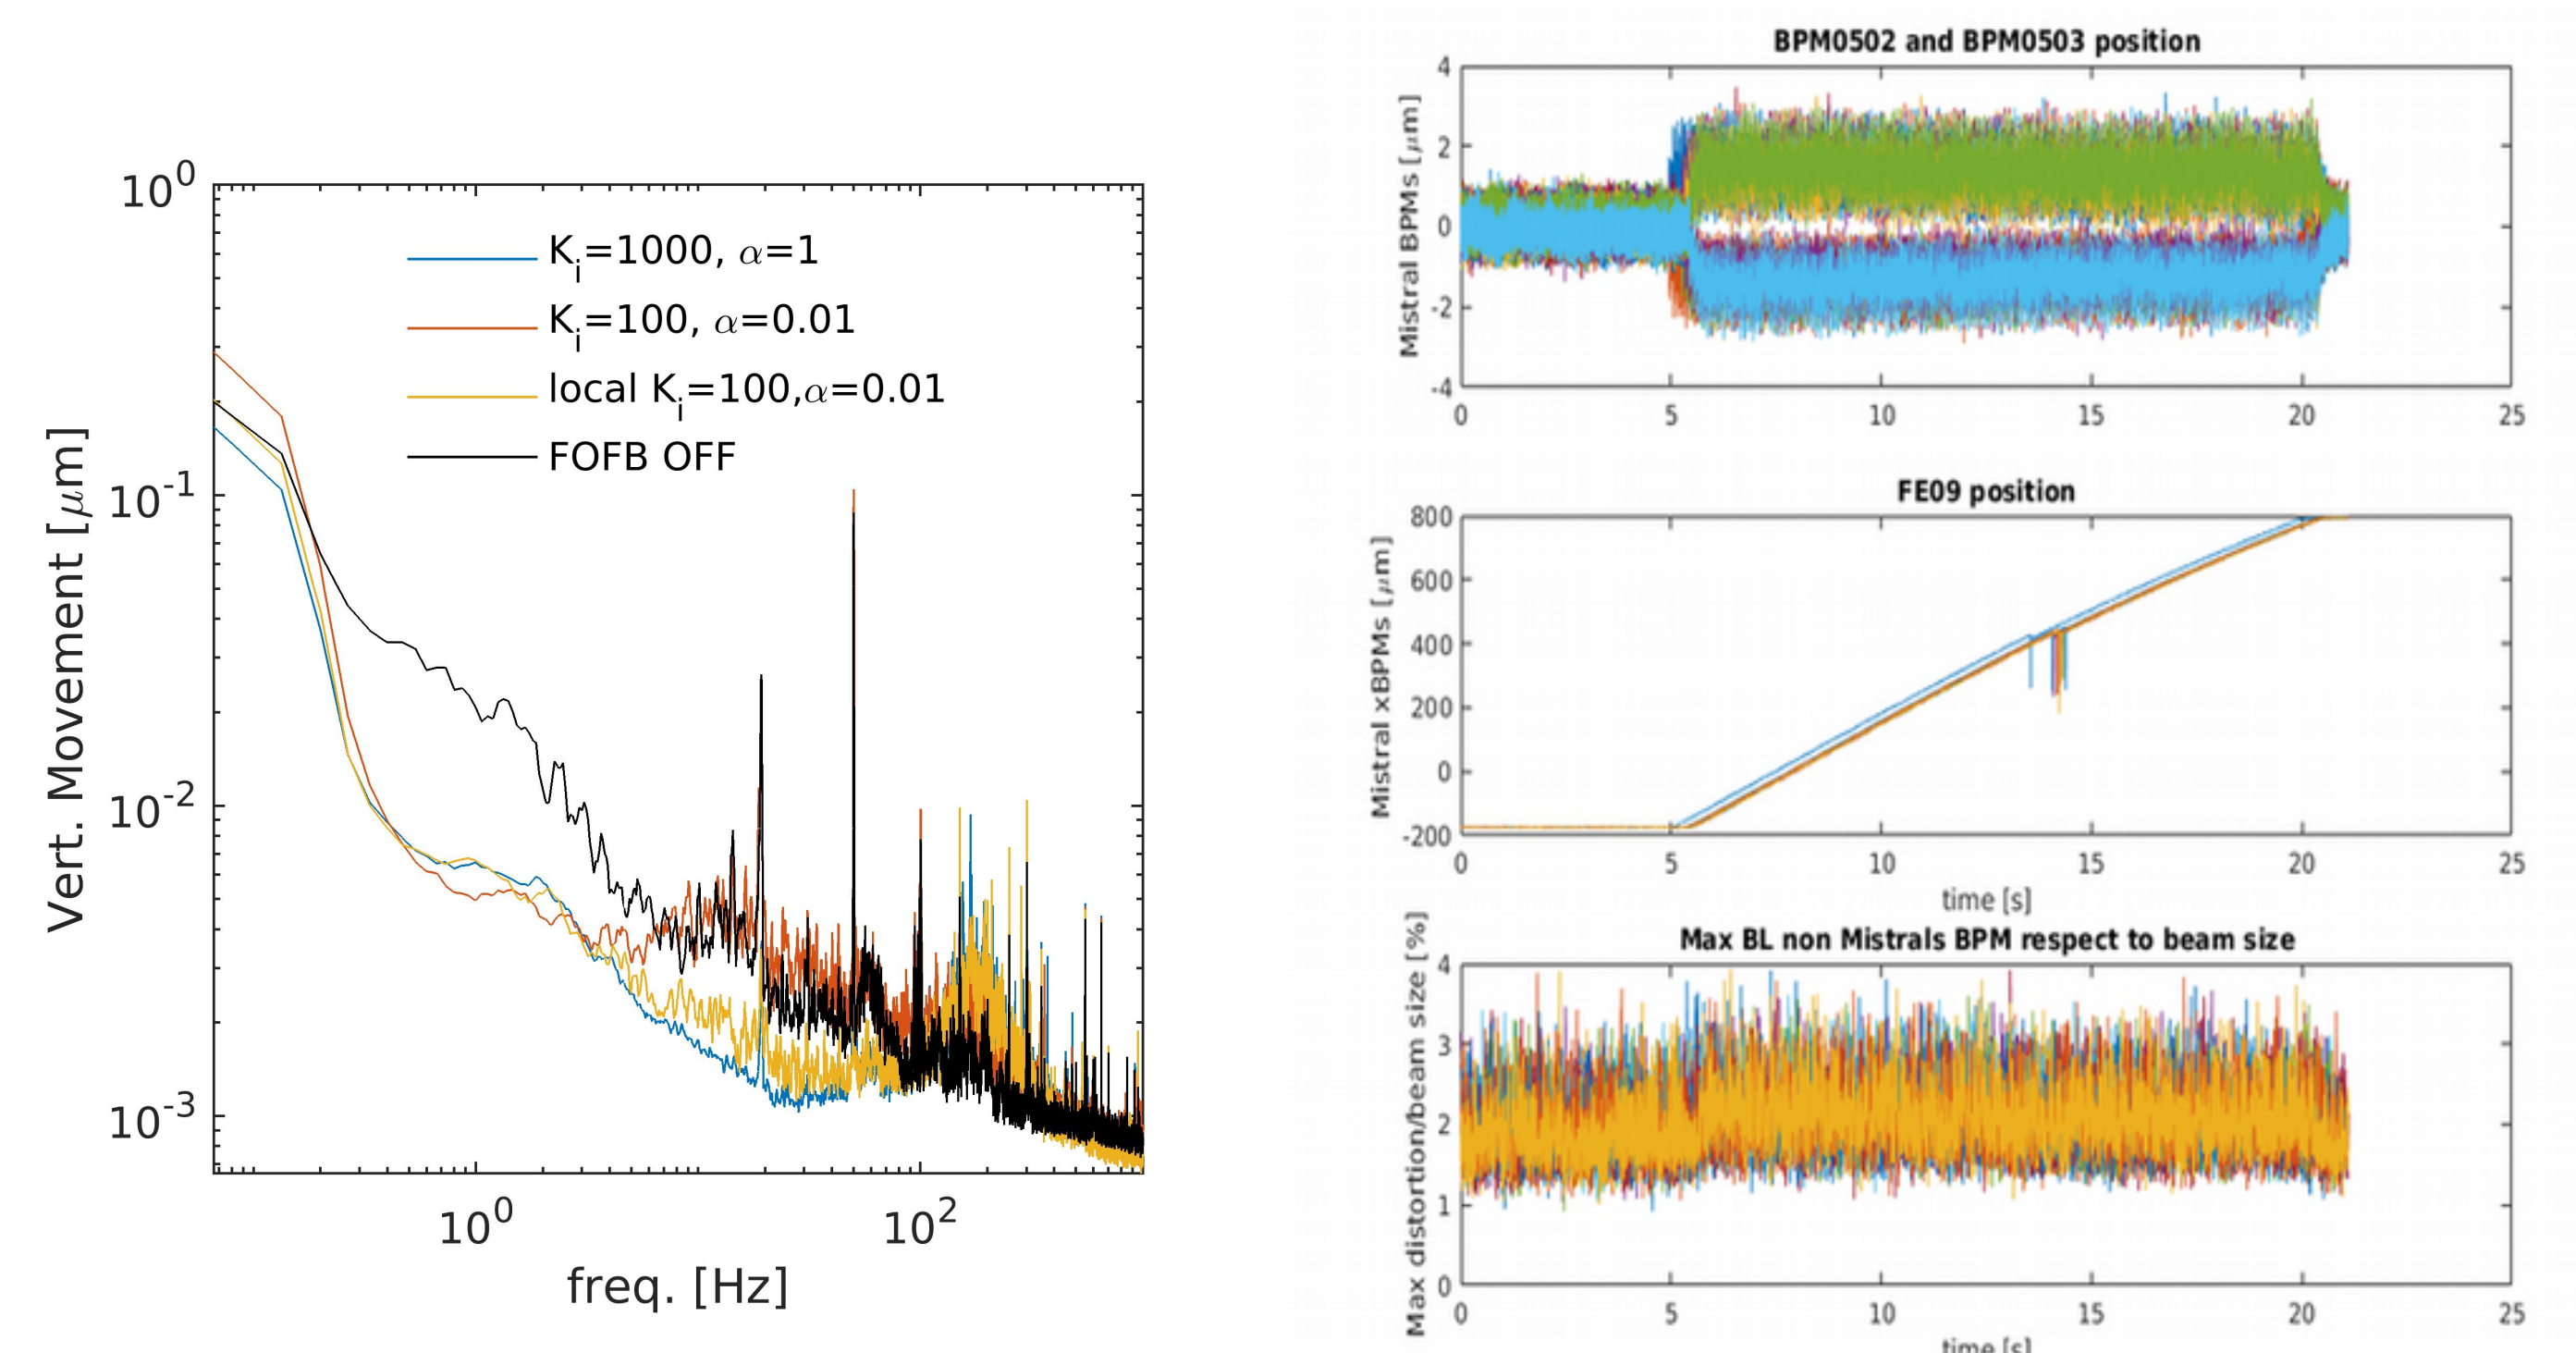 10^0
10^-1
10^-2
10^-3
Vert. Movement [μm]
K_i=1000, α=1
K_i=100, α=0.01
local K_i=100,α=0.01
FOFB OFF
10^0 10^2
freq. [Hz]
BPM0502 and BPM0503 position
Mistral BPMs [μm]
4
2
0
-2
-4
0 5 10 15 20 25
FE09 position
Mistral xBPMs [μm]
800
600
400
200
0
-200
0 5 10 15 20 25
time [s]
Max BL non Mistrals BPM respect to beam size
Max distortion/beam size [%]
4
3
2
1
0
0 5 10 15 20 25
time [s]